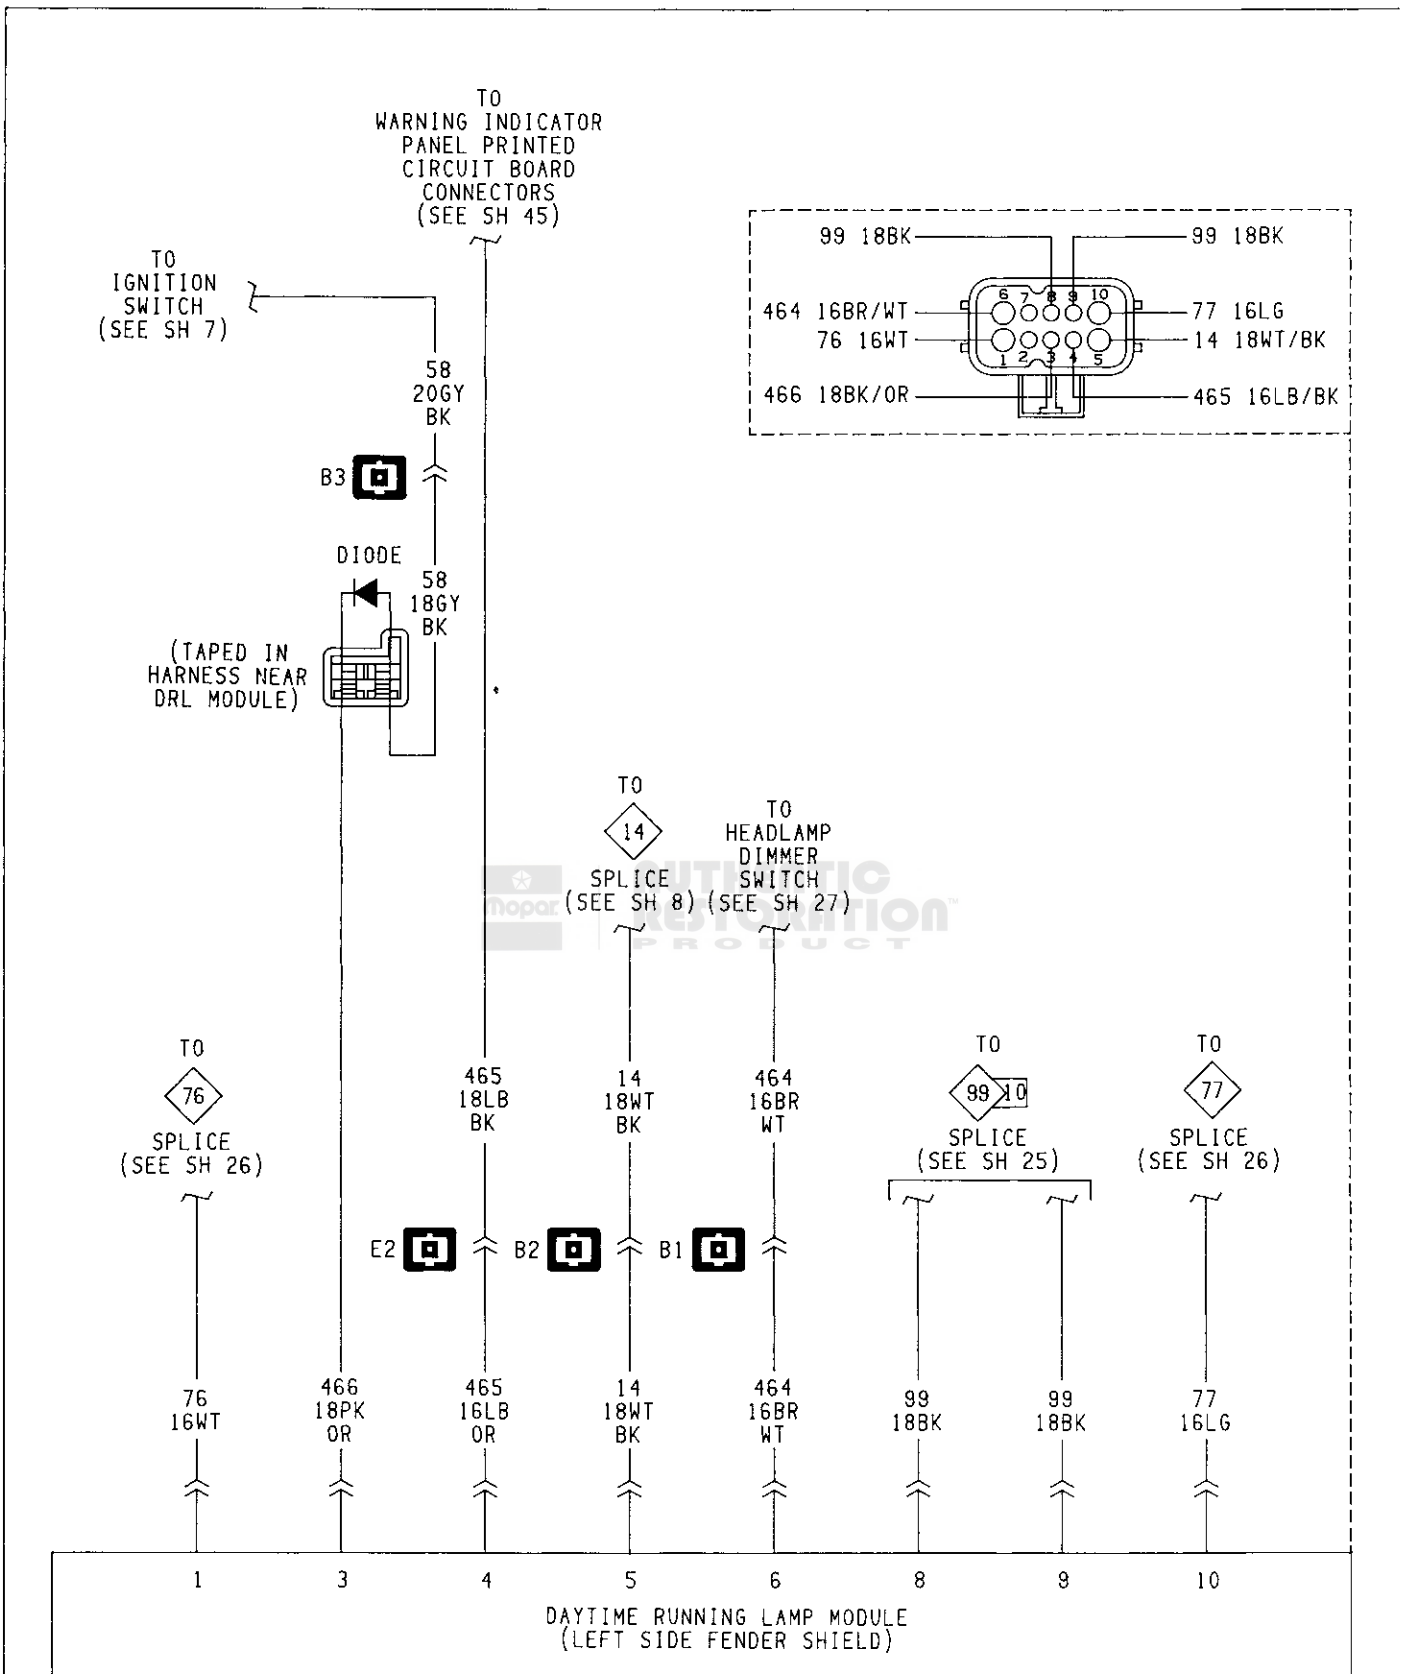 TO
WARNING INDICATOR
PANEL PRINTED
CIRCUIT BOARD
CONNECTORS
(SEE SH 45)
TO
IGNITION
SWITCH
(SEE SH 7)
99 18BK
99 18BK
464 16BR/WT
77 16LG
76 16WT
14 18WT/BK
466 18BK/OR
465 16LB/BK
6 7 8 9 10
1 2 3 4 5
58
20GY
BK
B3
DIODE
58
18GY
BK
(TAPED IN
HARNESS NEAR
DRL MODULE)
TO
14
SPLICE
(SEE SH 8)
TO
HEADLAMP
DIMMER
SWITCH
(SEE SH 27)
Mopar
AUTHENTIC
RESTORATION™
PRODUCT
TO
76
SPLICE
(SEE SH 26)
465
18LB
BK
14
18WT
BK
464
16BR
WT
TO
99 10
SPLICE
(SEE SH 25)
TO
77
SPLICE
(SEE SH 26)
E2
B2
B1
76
16WT
466
18PK
OR
465
16LB
OR
14
18WT
BK
464
16BR
WT
99
18BK
99
18BK
77
16LG
1 3 4 5 6 8 9 10
DAYTIME RUNNING LAMP MODULE
(LEFT SIDE FENDER SHIELD)